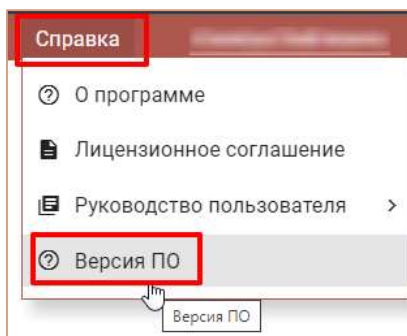 Справка
О программе
Лицензионное соглашение
Руководство пользователя
Версия ПО
Версия ПО